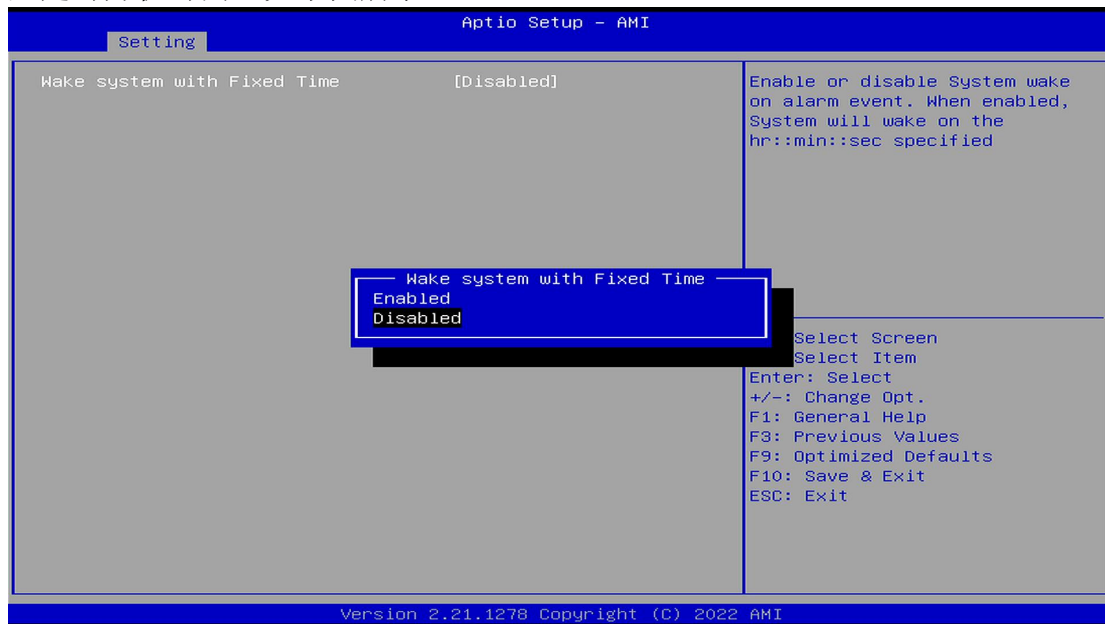 Aptio Setup – AMI
Setting
Wake system with Fixed Time [Disabled]
Enable or disable System wake
on alarm event. When enabled,
System will wake on the
hr::min::sec specified
Wake system with Fixed Time
Enabled
Disabled
Select Screen
Select Item
Enter: Select
+/-: Change Opt.
F1: General Help
F3: Previous Values
F9: Optimized Defaults
F10: Save & Exit
ESC: Exit
Version 2.21.1278 Copyright (C) 2022 AMI